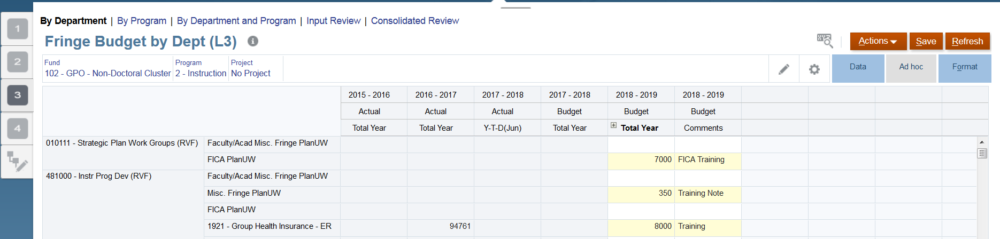 1
2
3
4
By Department | By Program | By Department and Program | Input Review | Consolidated Review
Fringe Budget by Dept (L3)
Actions Save Refresh
Fund Program Project
102 - GPO - Non-Doctoral Cluster 2 - Instruction No Project
Data Ad hoc Format
2015 - 2016 2016 - 2017 2017 - 2018 2017 - 2018 2018 - 2019 2018 - 2019
Actual Actual Actual Budget Budget Budget
Total Year Total Year Y-T-D(Jun) Total Year Total Year Comments
010111 - Strategic Plan Work Groups (RVF) Faculty/Acad Misc. Fringe PlanUW
FICA PlanUW 7000 FICA Training
481000 - Instr Prog Dev (RVF) Faculty/Acad Misc. Fringe PlanUW
Misc. Fringe PlanUW 350 Training Note
FICA PlanUW
1921 - Group Health Insurance - ER 94761 8000 Training